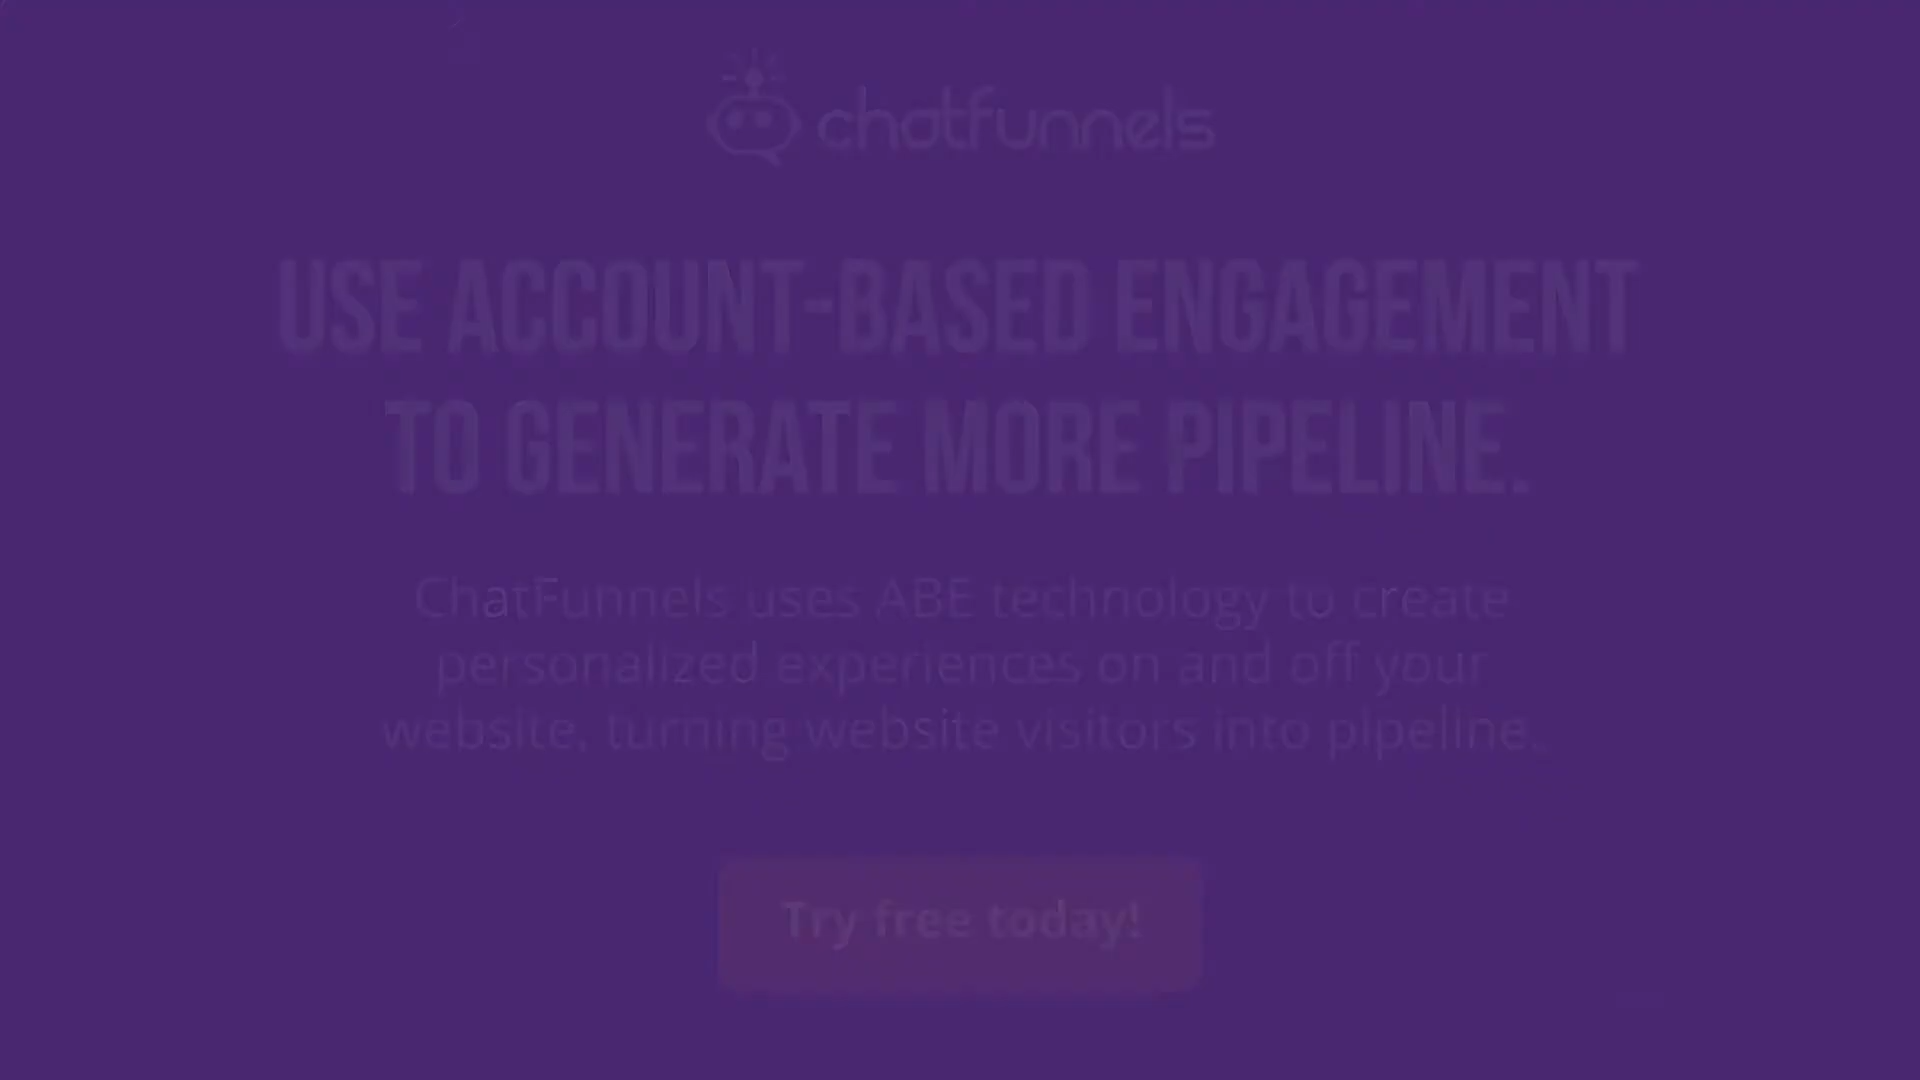 chatfunnels
USE ACCOUNT-BASED ENGAGEMENT
TO GENERATE MORE PIPELINE.
ChatFunnels uses ABE technology to create
personalized experiences on and off your
website, turning website visitors into pipeline.
Try free today!